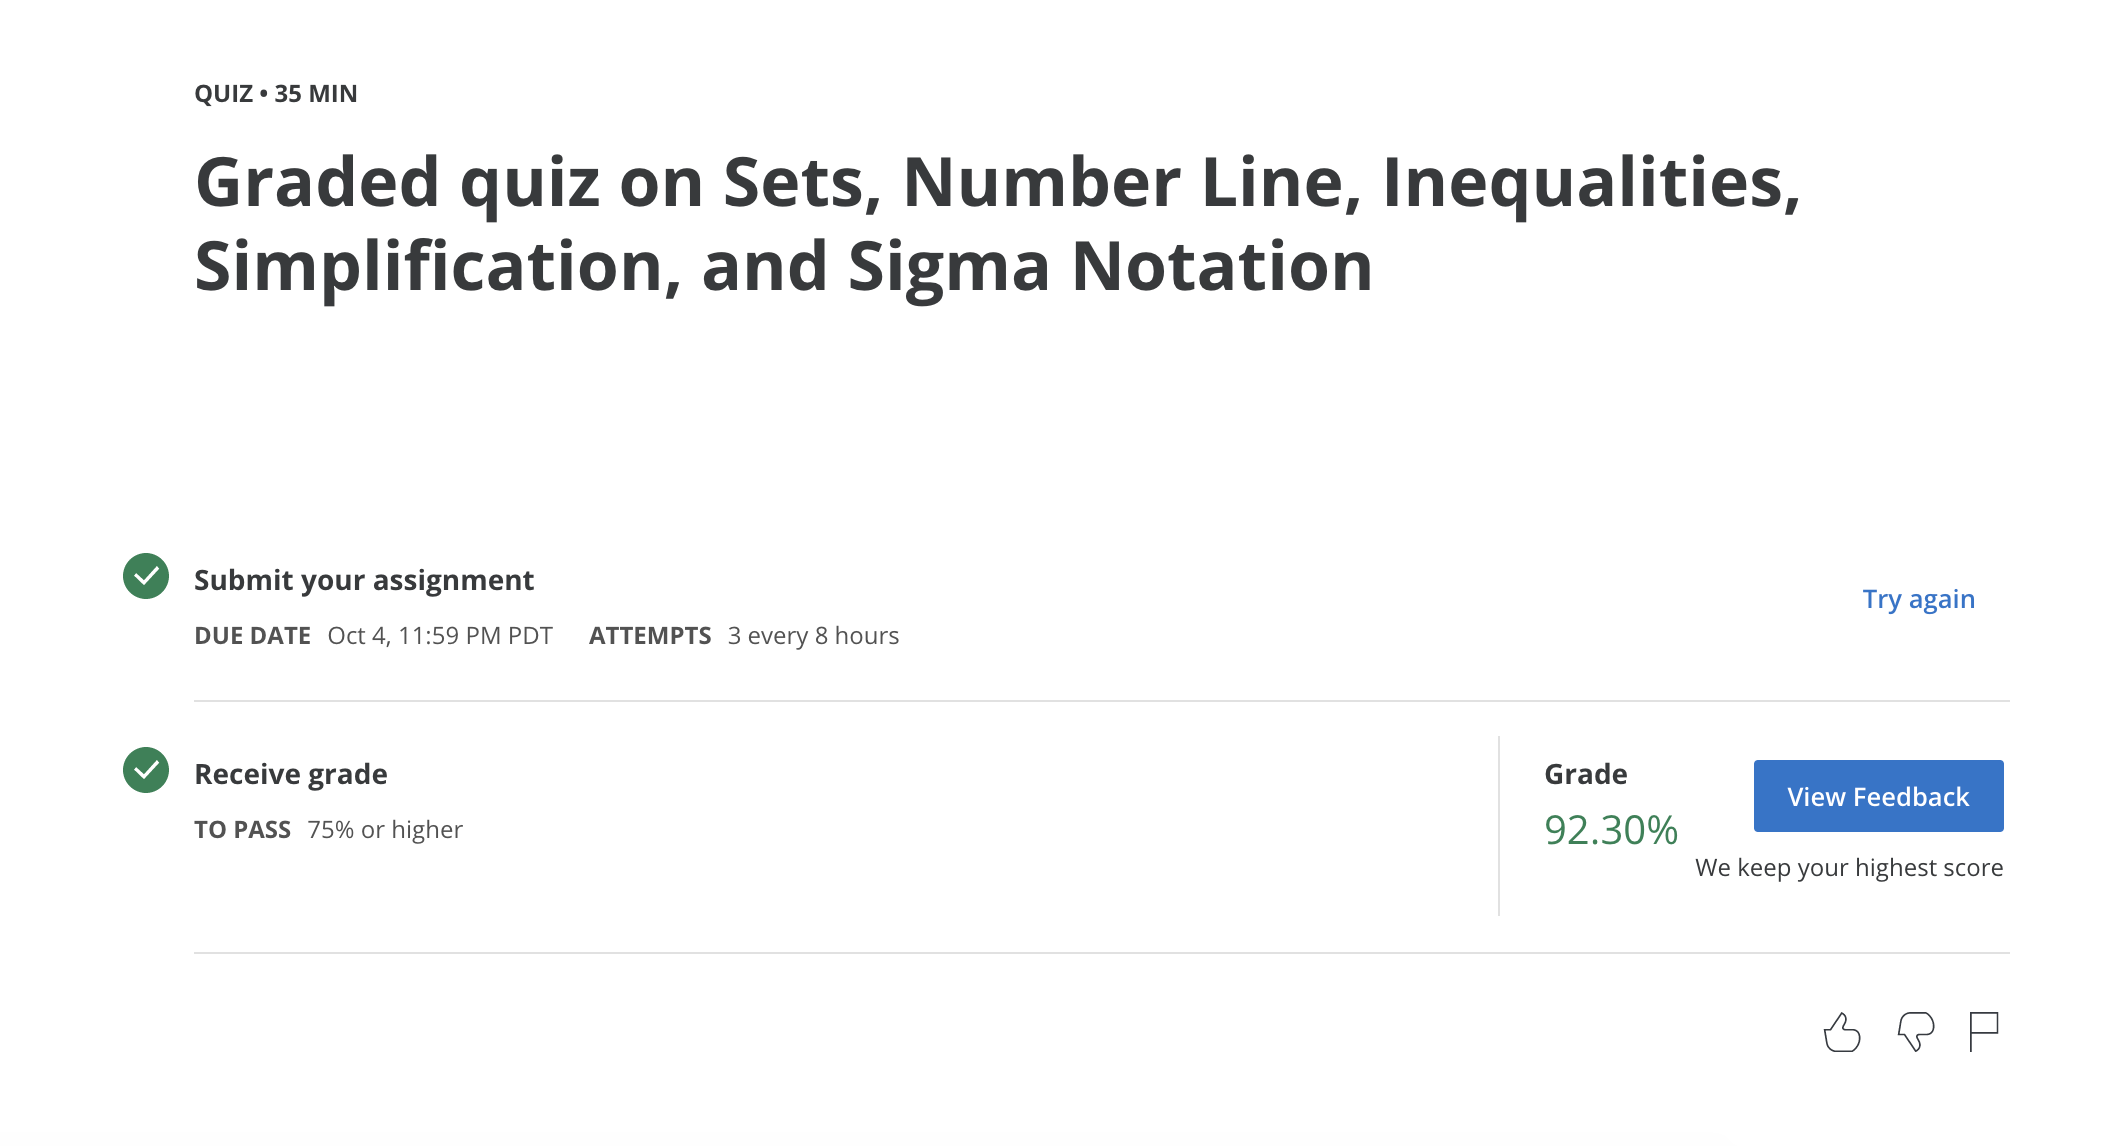 QUIZ • 35 MIN
Graded quiz on Sets, Number Line, Inequalities,
Simplification, and Sigma Notation
Submit your assignment
Try again
DUE DATE Oct 4, 11:59 PM PDT ATTEMPTS 3 every 8 hours
Receive grade
TO PASS 75% or higher
Grade
92.30%
View Feedback
We keep your highest score